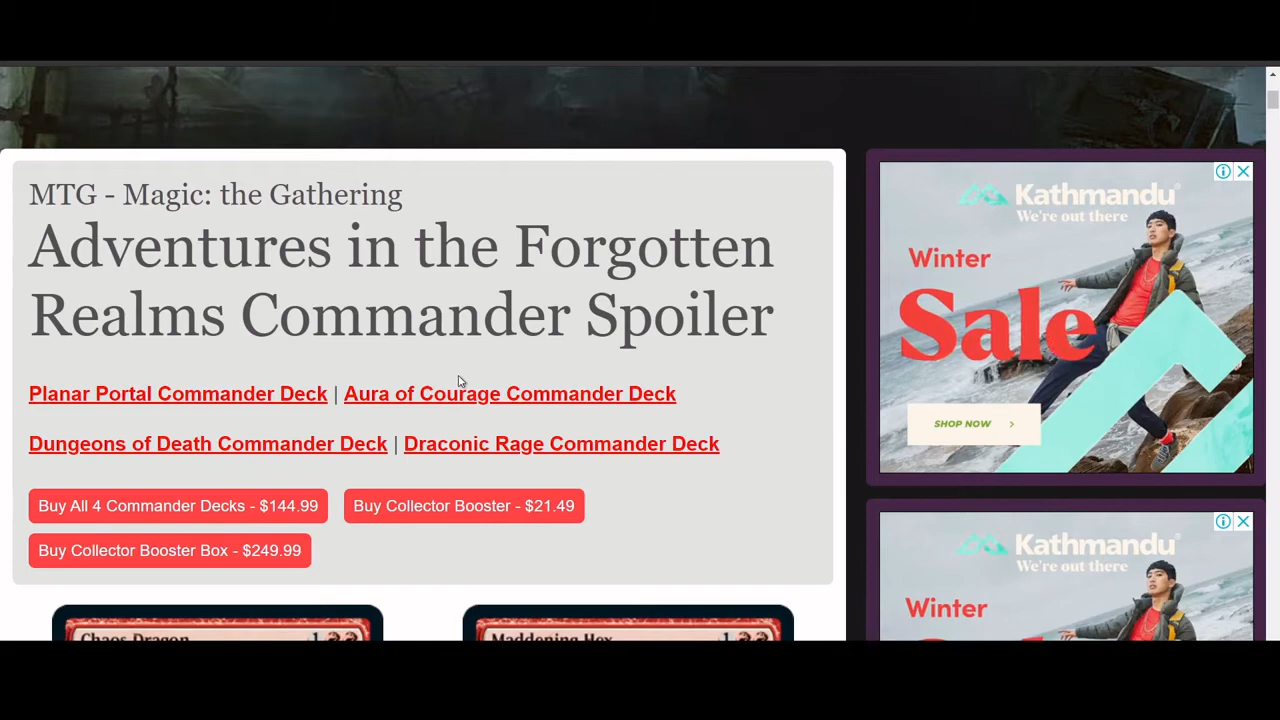 MTG - Magic: the Gathering
Adventures in the Forgotten
Realms Commander Spoiler
Planar Portal Commander Deck | Aura of Courage Commander Deck
Dungeons of Death Commander Deck | Draconic Rage Commander Deck
Buy All 4 Commander Decks - $144.99
Buy Collector Booster - $21.49
Buy Collector Booster Box - $249.99
Chaos Dragon 1
Maddening Hex 1
Kathmandu®
We're out there
Winter
Sale
SHOP NOW >
Kathmandu®
We're out there
Winter